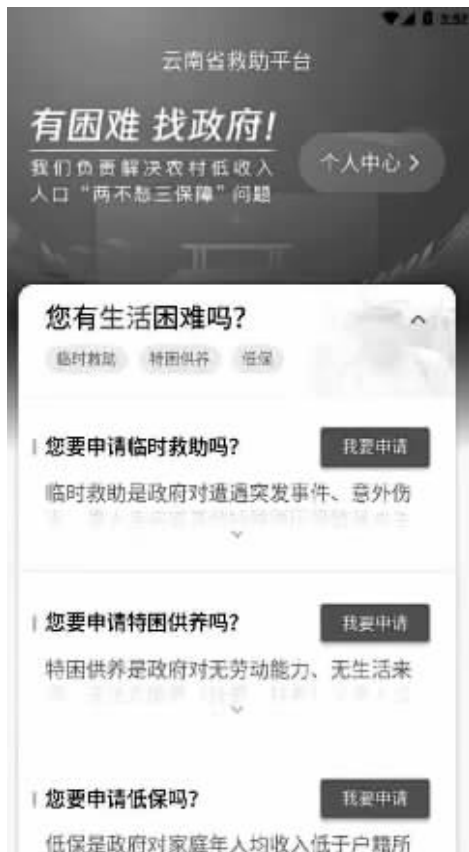 3:52
云南省救助平台
有困难 找政府!
我们负责解决农村低收入
人口“两不愁三保障”问题
个人中心 >
您有生活困难吗?
临时救助 特困供养 低保
您要申请临时救助吗?
我要申请
临时救助是政府对遭遇突发事件、意外伤
您要申请特困供养吗?
我要申请
特困供养是政府对无劳动能力、无生活来
您要申请低保吗?
我要申请
低保是政府对家庭年人均收入低于户籍所